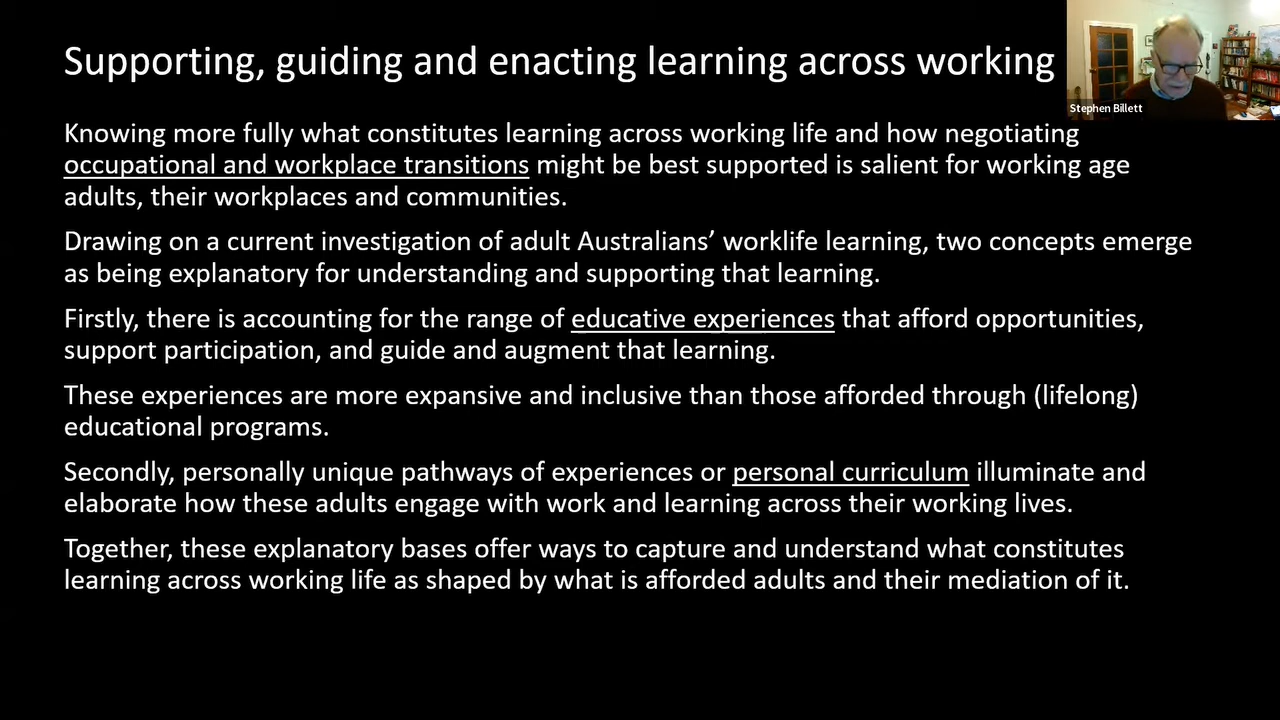 Supporting, guiding and enacting learning across working
Stephen Billett
Knowing more fully what constitutes learning across working life and how negotiating
occupational and workplace transitions might be best supported is salient for working age
adults, their workplaces and communities.
Drawing on a current investigation of adult Australians’ worklife learning, two concepts emerge
as being explanatory for understanding and supporting that learning.
Firstly, there is accounting for the range of educative experiences that afford opportunities,
support participation, and guide and augment that learning.
These experiences are more expansive and inclusive than those afforded through (lifelong)
educational programs.
Secondly, personally unique pathways of experiences or personal curriculum illuminate and
elaborate how these adults engage with work and learning across their working lives.
Together, these explanatory bases offer ways to capture and understand what constitutes
learning across working life as shaped by what is afforded adults and their mediation of it.